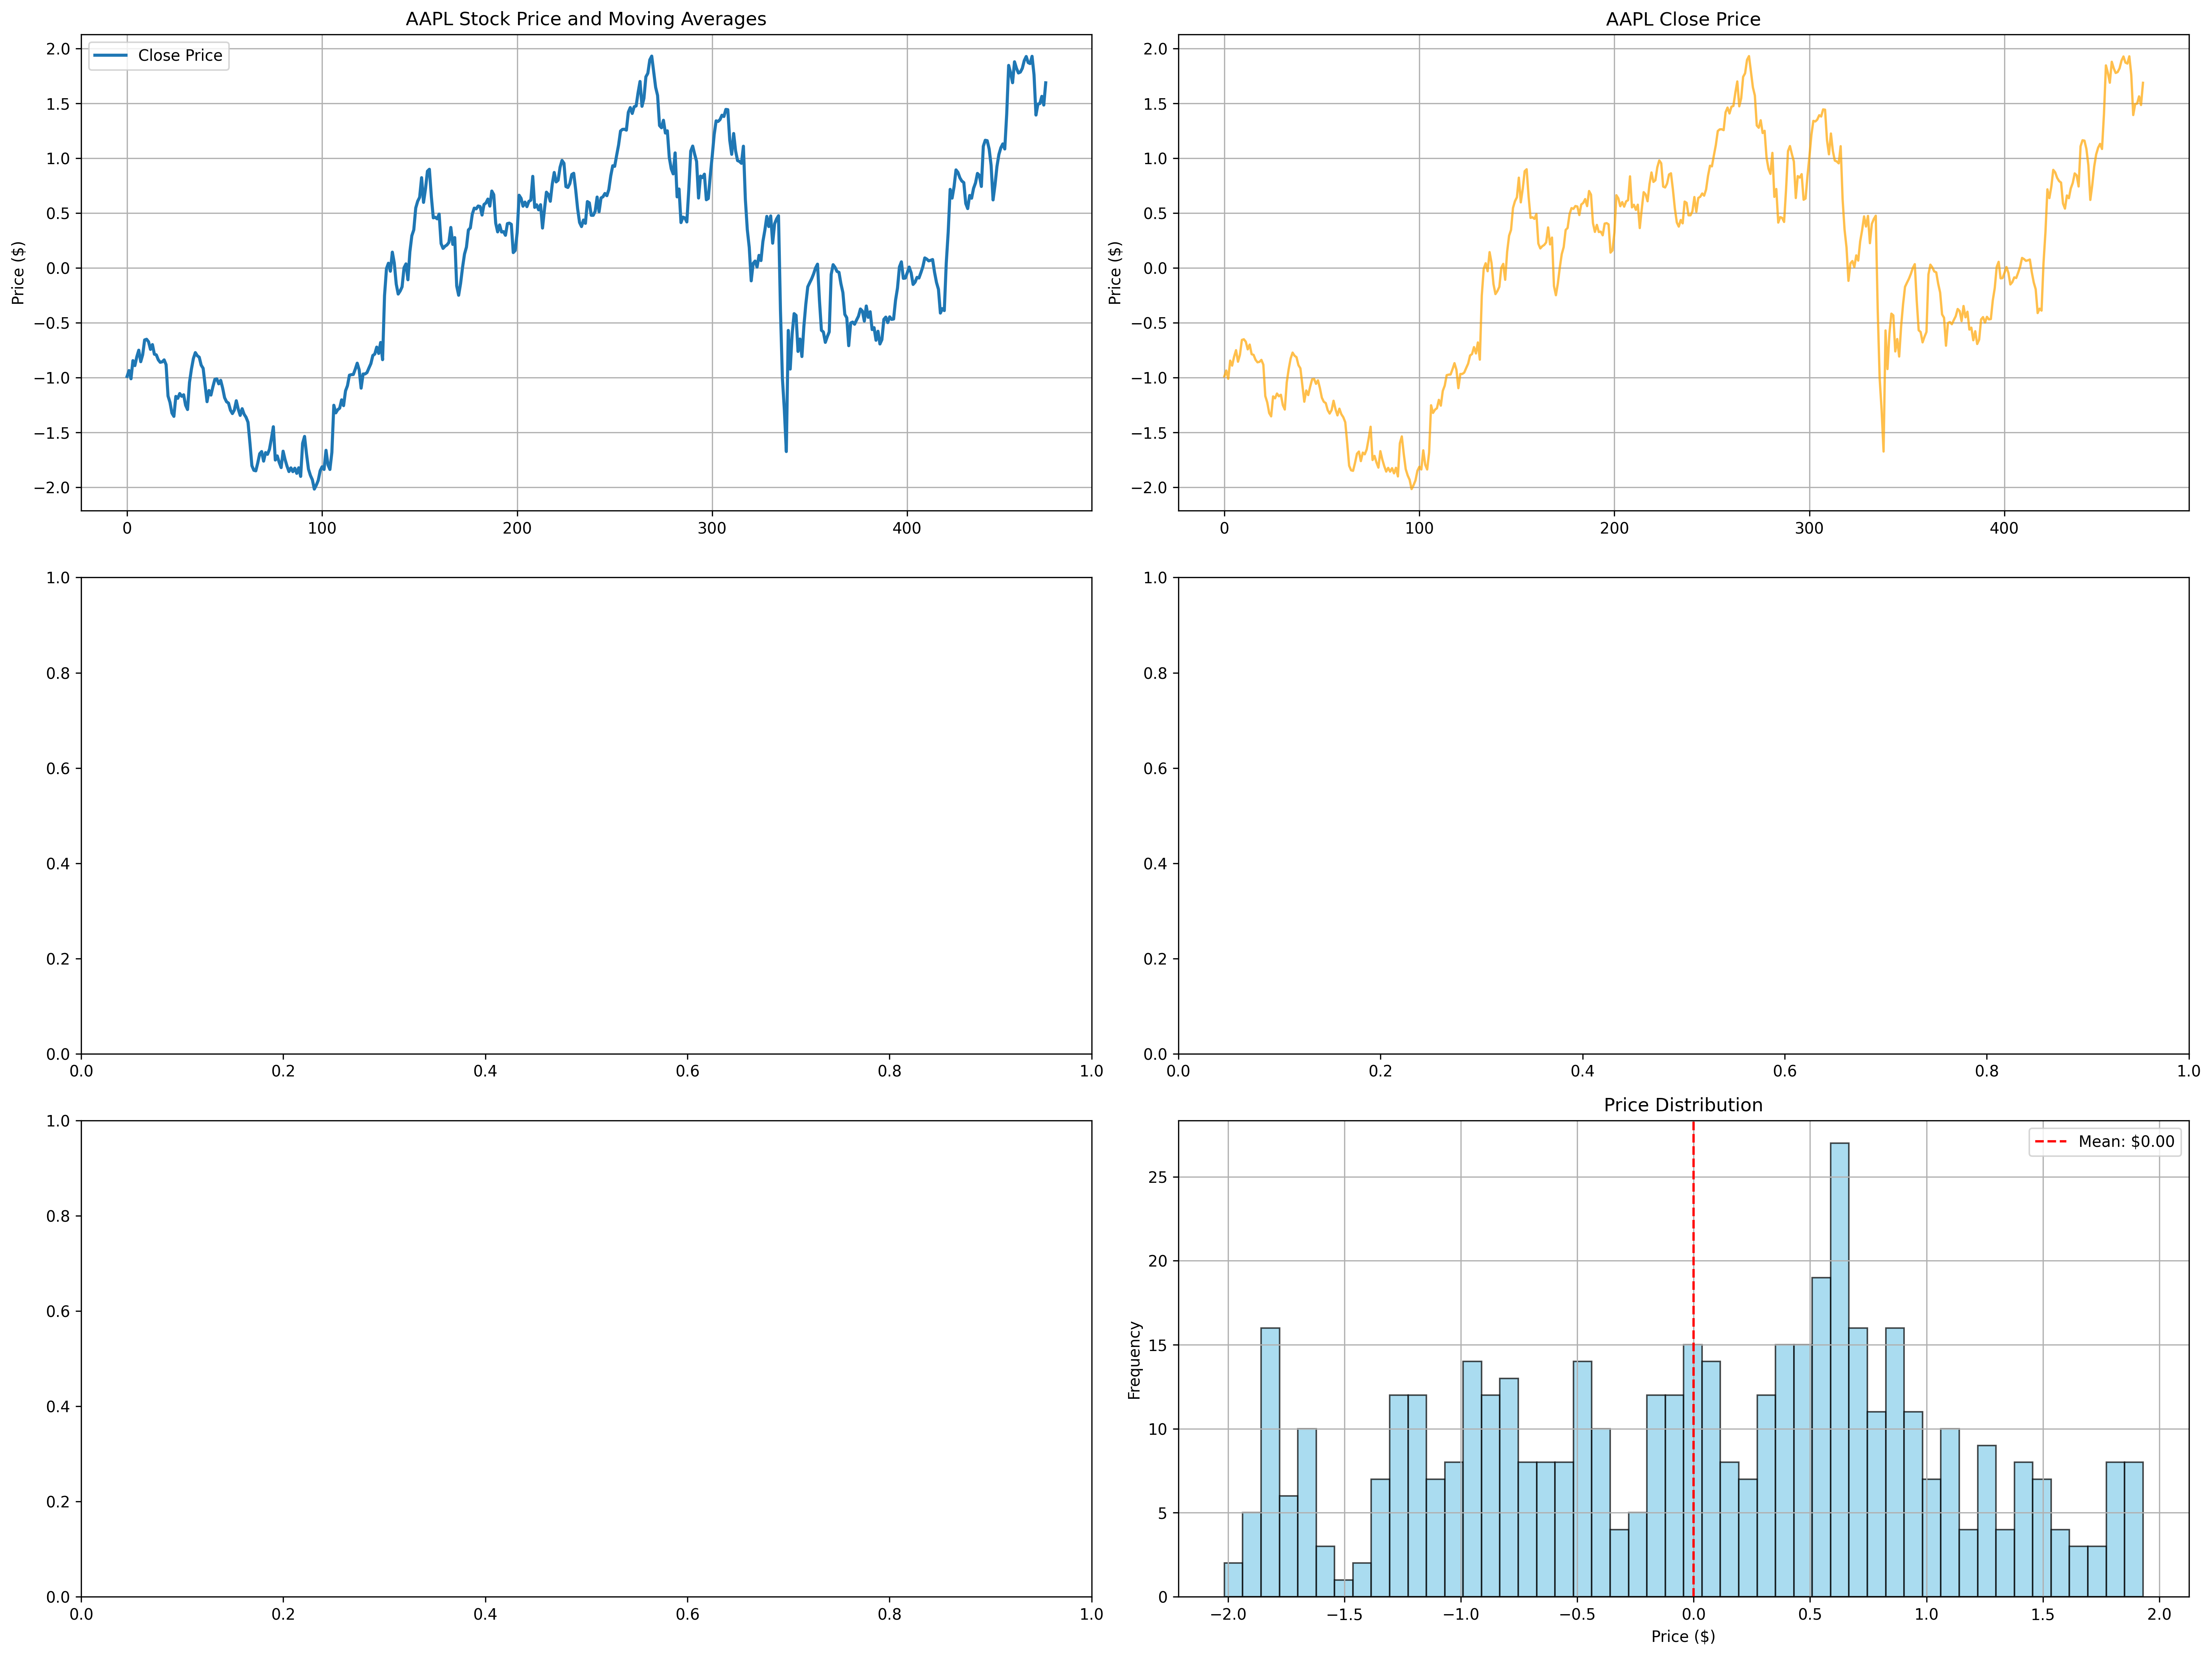 AAPL Stock Price and Moving Averages
Close Price
Price ($)
2.0
1.5
1.0
0.5
0.0
−0.5
−1.0
−1.5
−2.0
0 100 200 300 400
AAPL Close Price
Price ($)
2.0
1.5
1.0
0.5
0.0
−0.5
−1.0
−1.5
−2.0
0 100 200 300 400
1.0
0.8
0.6
0.4
0.2
0.0
0.0 0.2 0.4 0.6 0.8 1.0
1.0
0.8
0.6
0.4
0.2
0.0
0.0 0.2 0.4 0.6 0.8 1.0
1.0
0.8
0.6
0.4
0.2
0.0
0.0 0.2 0.4 0.6 0.8 1.0
Price Distribution
Mean: $0.00
Frequency
25
20
15
10
5
0
−2.0 −1.5 −1.0 −0.5 0.0 0.5 1.0 1.5 2.0
Price ($)